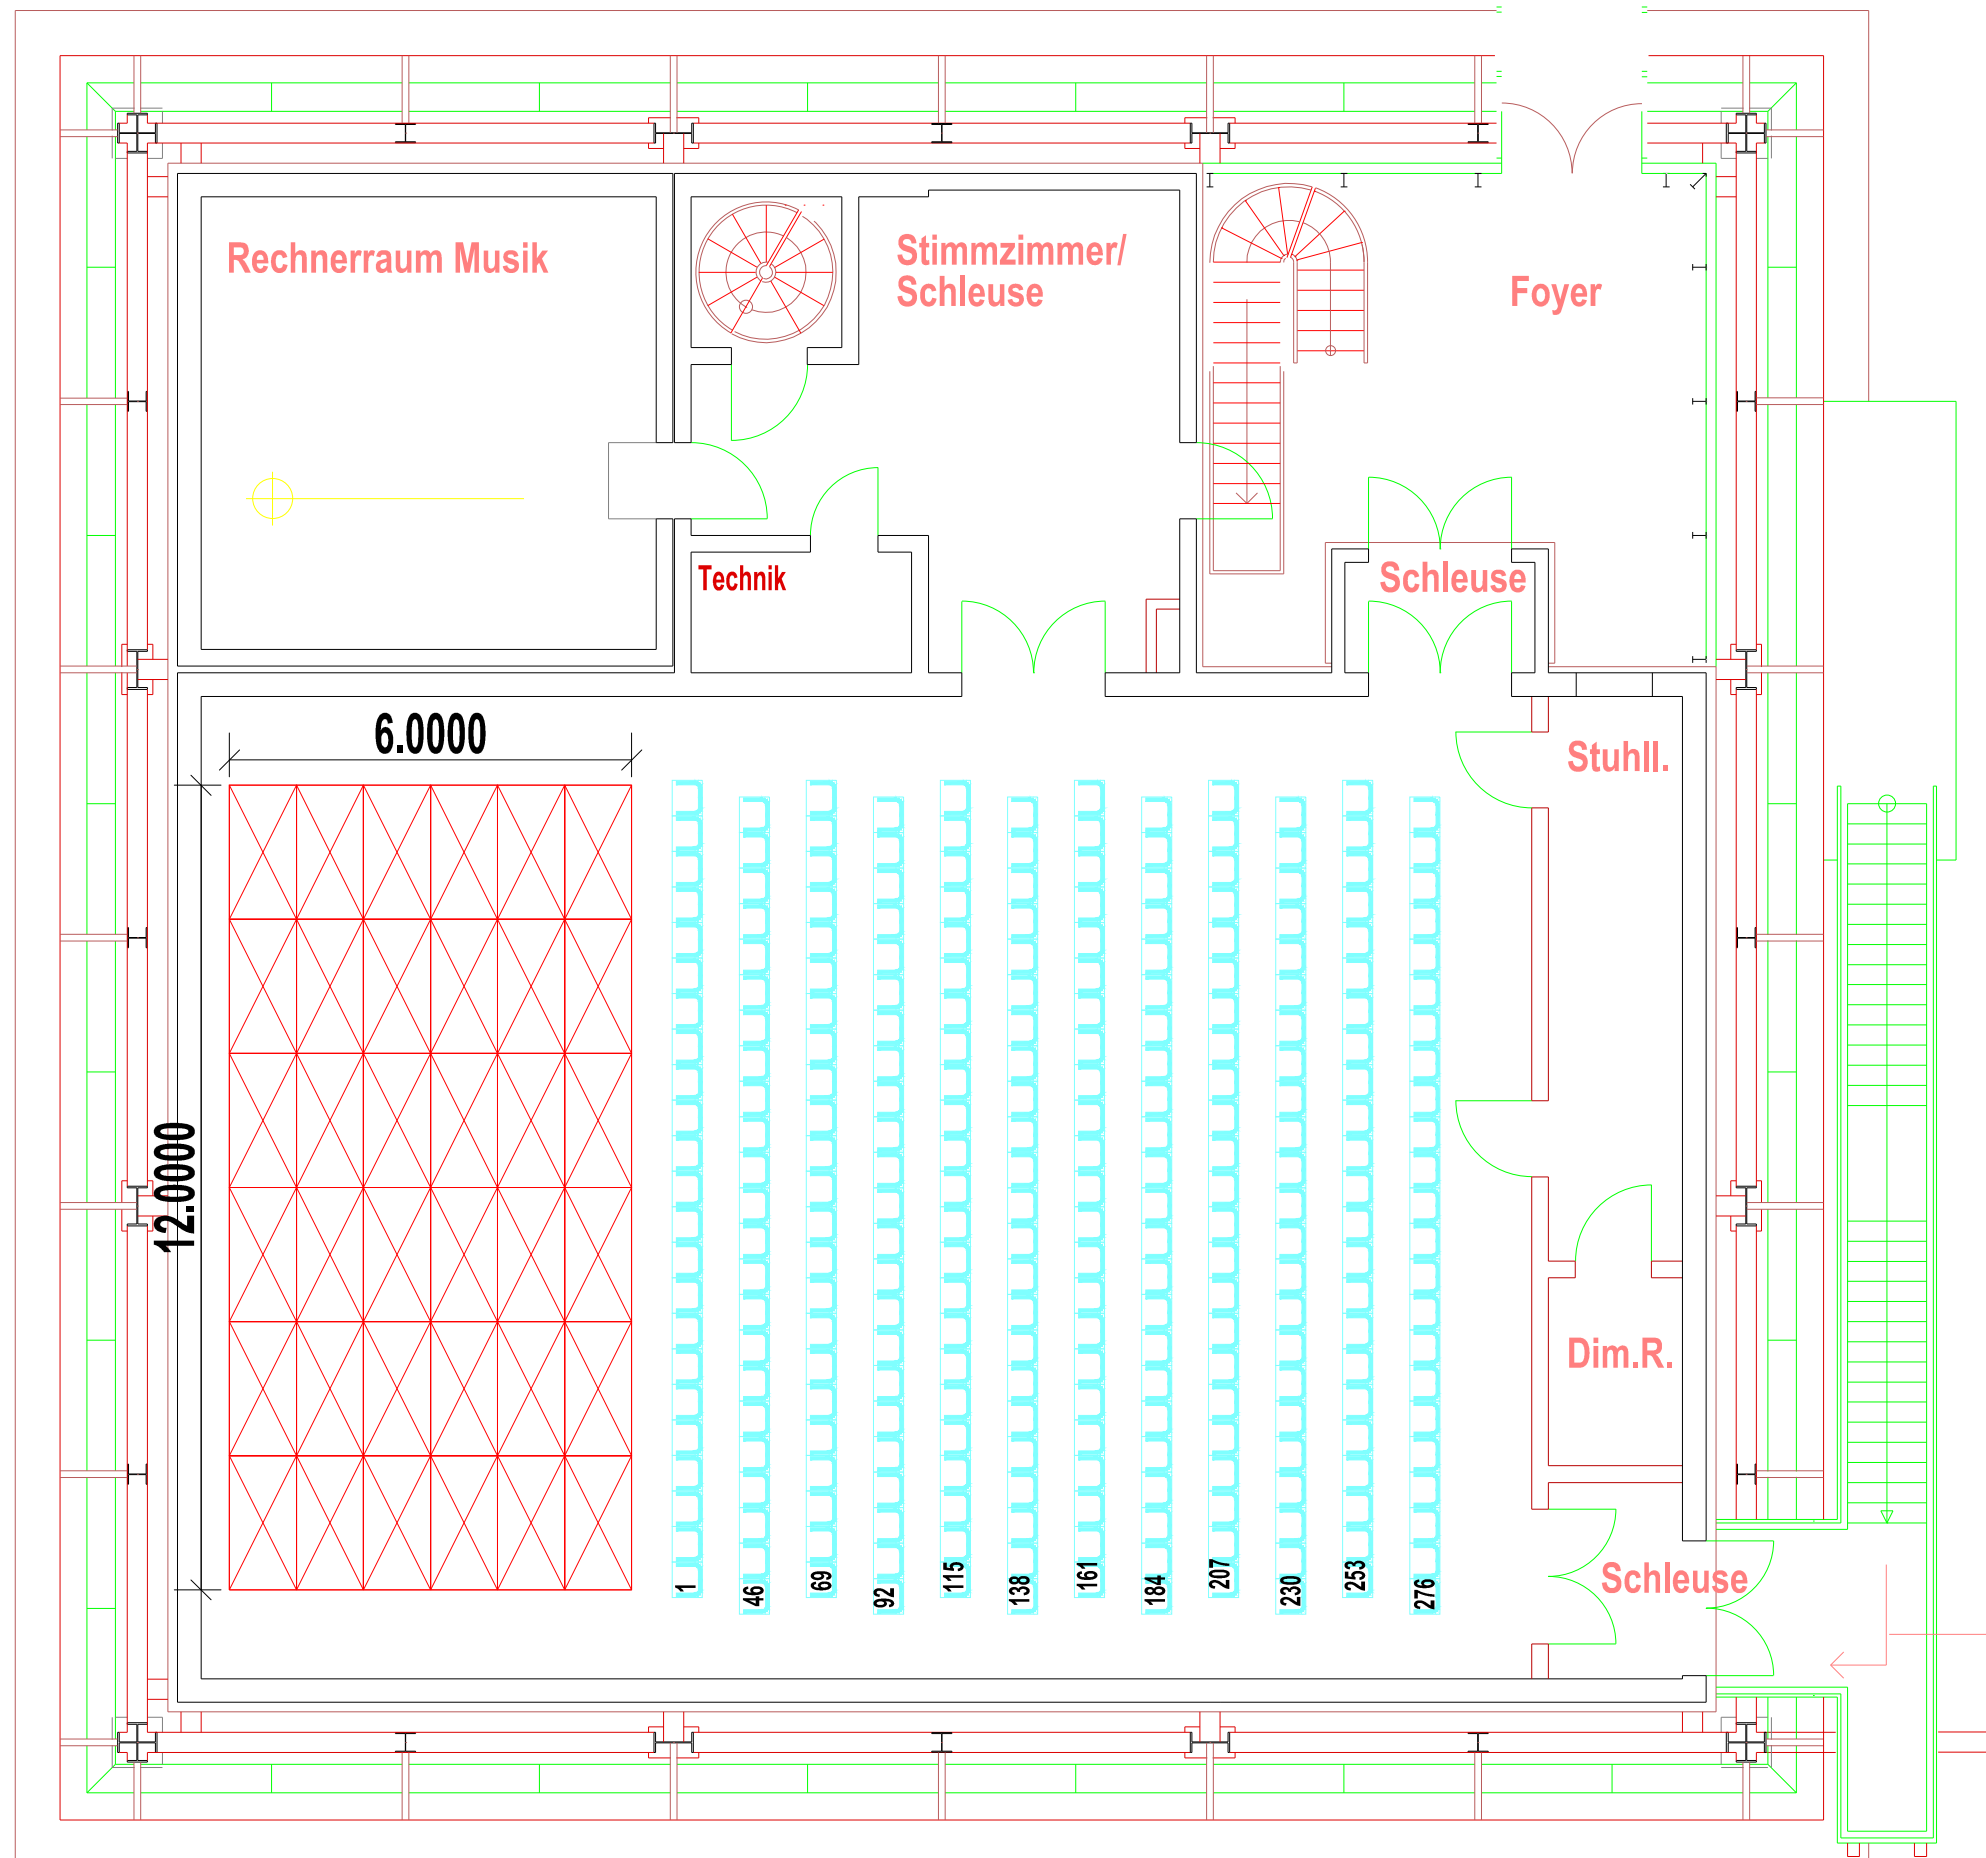 Rechnerraum Musik
Stimmzimmer/
Schleuse
Foyer
Technik
Schleuse
6.0000
Stuhll.
12.0000
Dim.R.
1
46
69
92
115
138
161
184
207
230
253
276
Schleuse